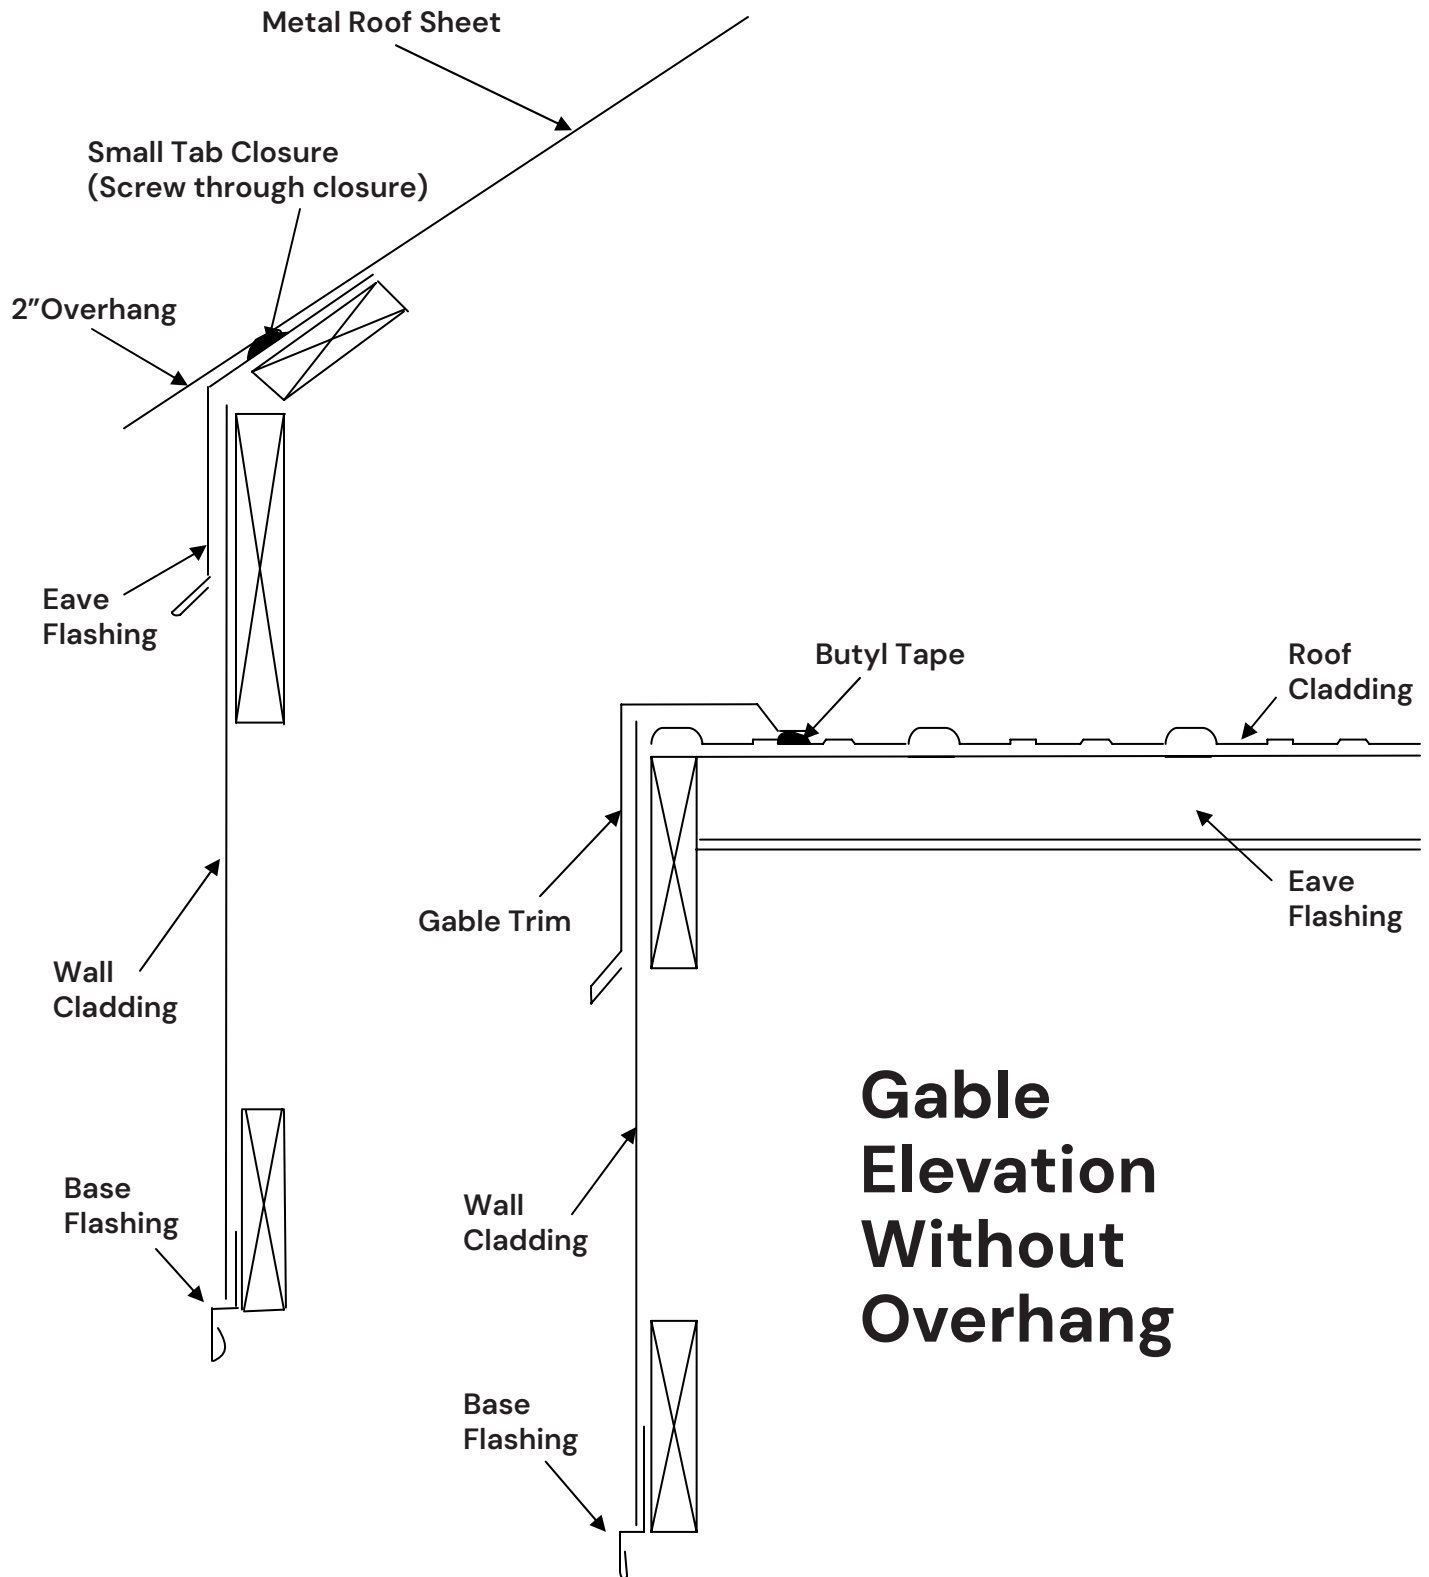 Metal Roof Sheet
Small Tab Closure
(Screw through closure)
2”Overhang
Eave
Flashing
Butyl Tape
Roof
Cladding
Gable Trim
Eave
Flashing
Wall
Cladding
Base
Flashing
Wall
Cladding
Base
Flashing
Gable
Elevation
Without
Overhang